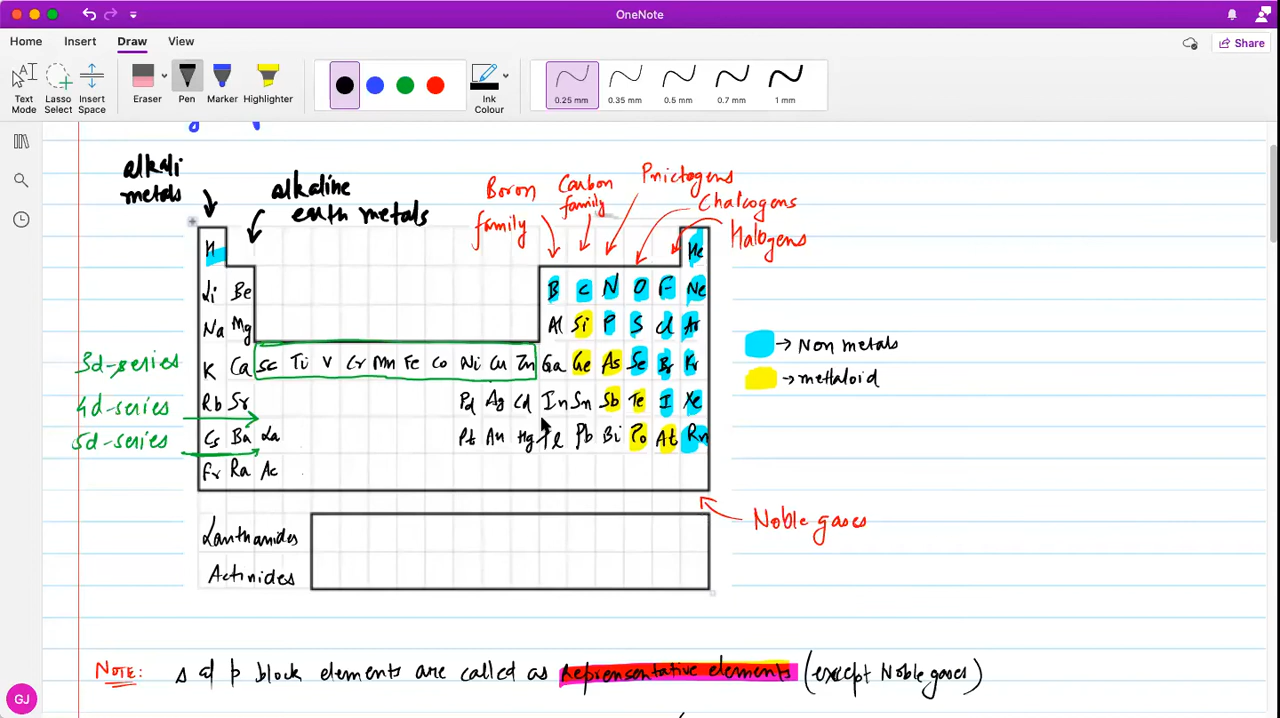 OneNote
Home Insert Draw View
Share
Text Mode
Lasso Select
Insert Space
Eraser
Pen
Marker
Highlighter
Ink Colour
0.25 mm
0.35 mm
0.5 mm
0.7 mm
1 mm
alkali metals
alkaline earth metals
Boron family
Carbon family
Pnictogens
Chalcogens
Halogens
H He
Li Be B C N O F Ne
Na Mg Al Si P S Cl Ar
3d-series K Ca Sc Ti V Cr Mn Fe Co Ni Cu Zn Ga Ge As Se Br Kr
4d-series Rb Sr Pd Ag Cd In Sn Sb Te I Xe
5d-series Cs Ba La Pt Au Hg Tl Pb Bi Po At Rn
Fr Ra Ac
→ Non metals
→ mettaloid
Noble gases
Lanthanides
Actinides
NOTE: s & p block elements are called as Reprensentative elements (except Noble gases)
GJ